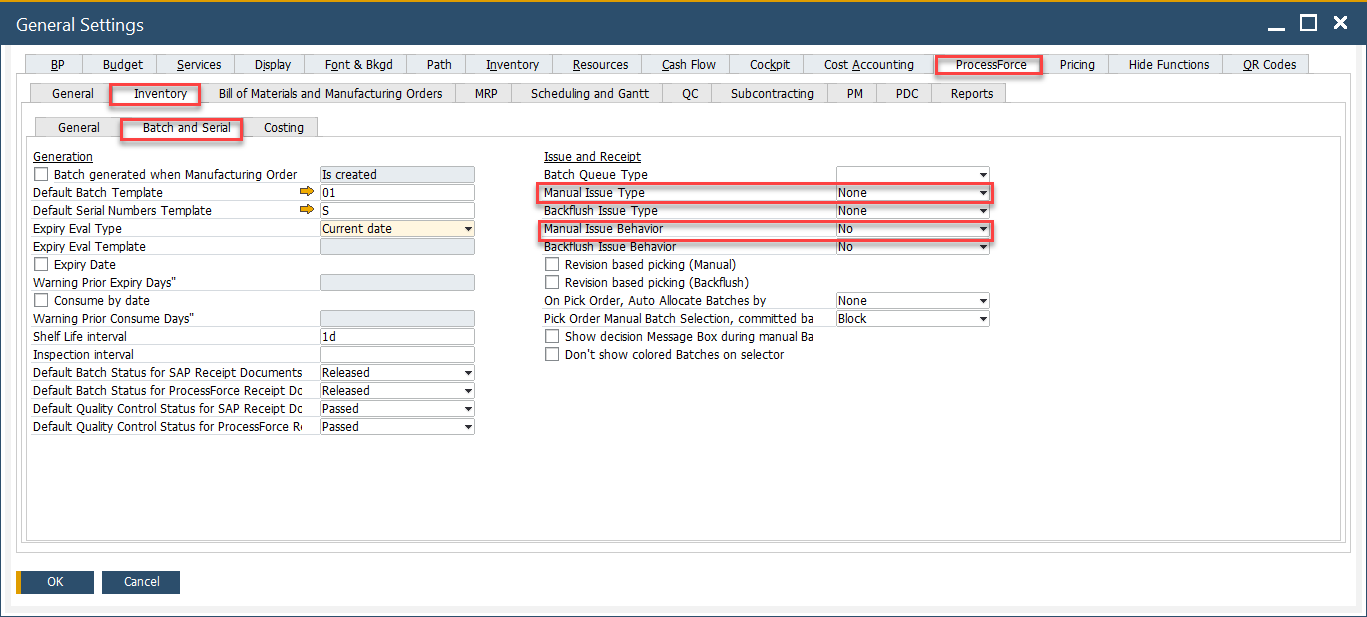 General Settings
BP Budget Services Display Font & Bkgd Path Inventory Resources Cash Flow Cockpit Cost Accounting ProcessForce Pricing Hide Functions QR Codes
General Inventory Bill of Materials and Manufacturing Orders MRP Scheduling and Gantt QC Subcontracting PM PDC Reports
General Batch and Serial Costing
Generation
Batch generated when Manufacturing Order Is created
Default Batch Template 01
Default Serial Numbers Template S
Expiry Eval Type Current date
Expiry Eval Template
Expiry Date
Warning Prior Expiry Days"
Consume by date
Warning Prior Consume Days"
Shelf Life interval 1d
Inspection interval
Default Batch Status for SAP Receipt Documents Released
Default Batch Status for ProcessForce Receipt Dc Released
Default Quality Control Status for SAP Receipt Dc Passed
Default Quality Control Status for ProcessForce Re Passed
Issue and Receipt
Batch Queue Type
Manual Issue Type None
Backflush Issue Type None
Manual Issue Behavior No
Backflush Issue Behavior No
Revision based picking (Manual)
Revision based picking (Backflush)
On Pick Order, Auto Allocate Batches by None
Pick Order Manual Batch Selection, committed ba Block
Show decision Message Box during manual Ba
Don't show colored Batches on selector
OK Cancel